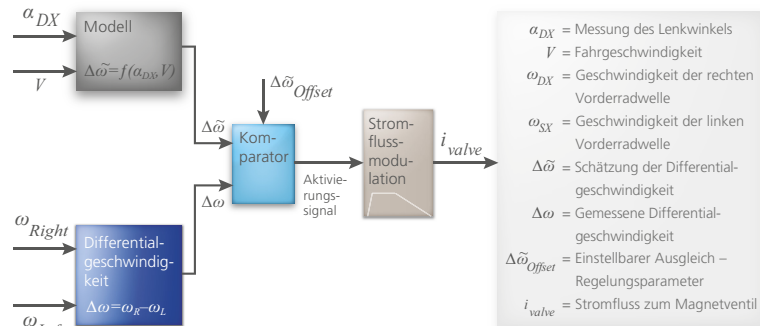 α_DX
V
Modell
Δω̃=f(α_DX,V)
Δω̃
Δω̃_Offset
Kom-
parator
Δω
Aktivie-
rungs-
signal
Strom-
fluss-
modu-
lation
i_valve
ω_Right
Differential-
geschwindig-
keit
Δω=ω_R–ω_L
α_DX = Messung des Lenkwinkels
V = Fahrgeschwindigkeit
ω_DX = Geschwindigkeit der rechten
Vorderradwelle
ω_SX = Geschwindigkeit der linken
Vorderradwelle
Δω̃ = Schätzung der Differential-
geschwindigkeit
Δω = Gemessene Differential-
geschwindigkeit
Δω̃_Offset = Einstellbarer Ausgleich –
Regelungsparameter
i_valve = Stromfluss zum Magnetventil